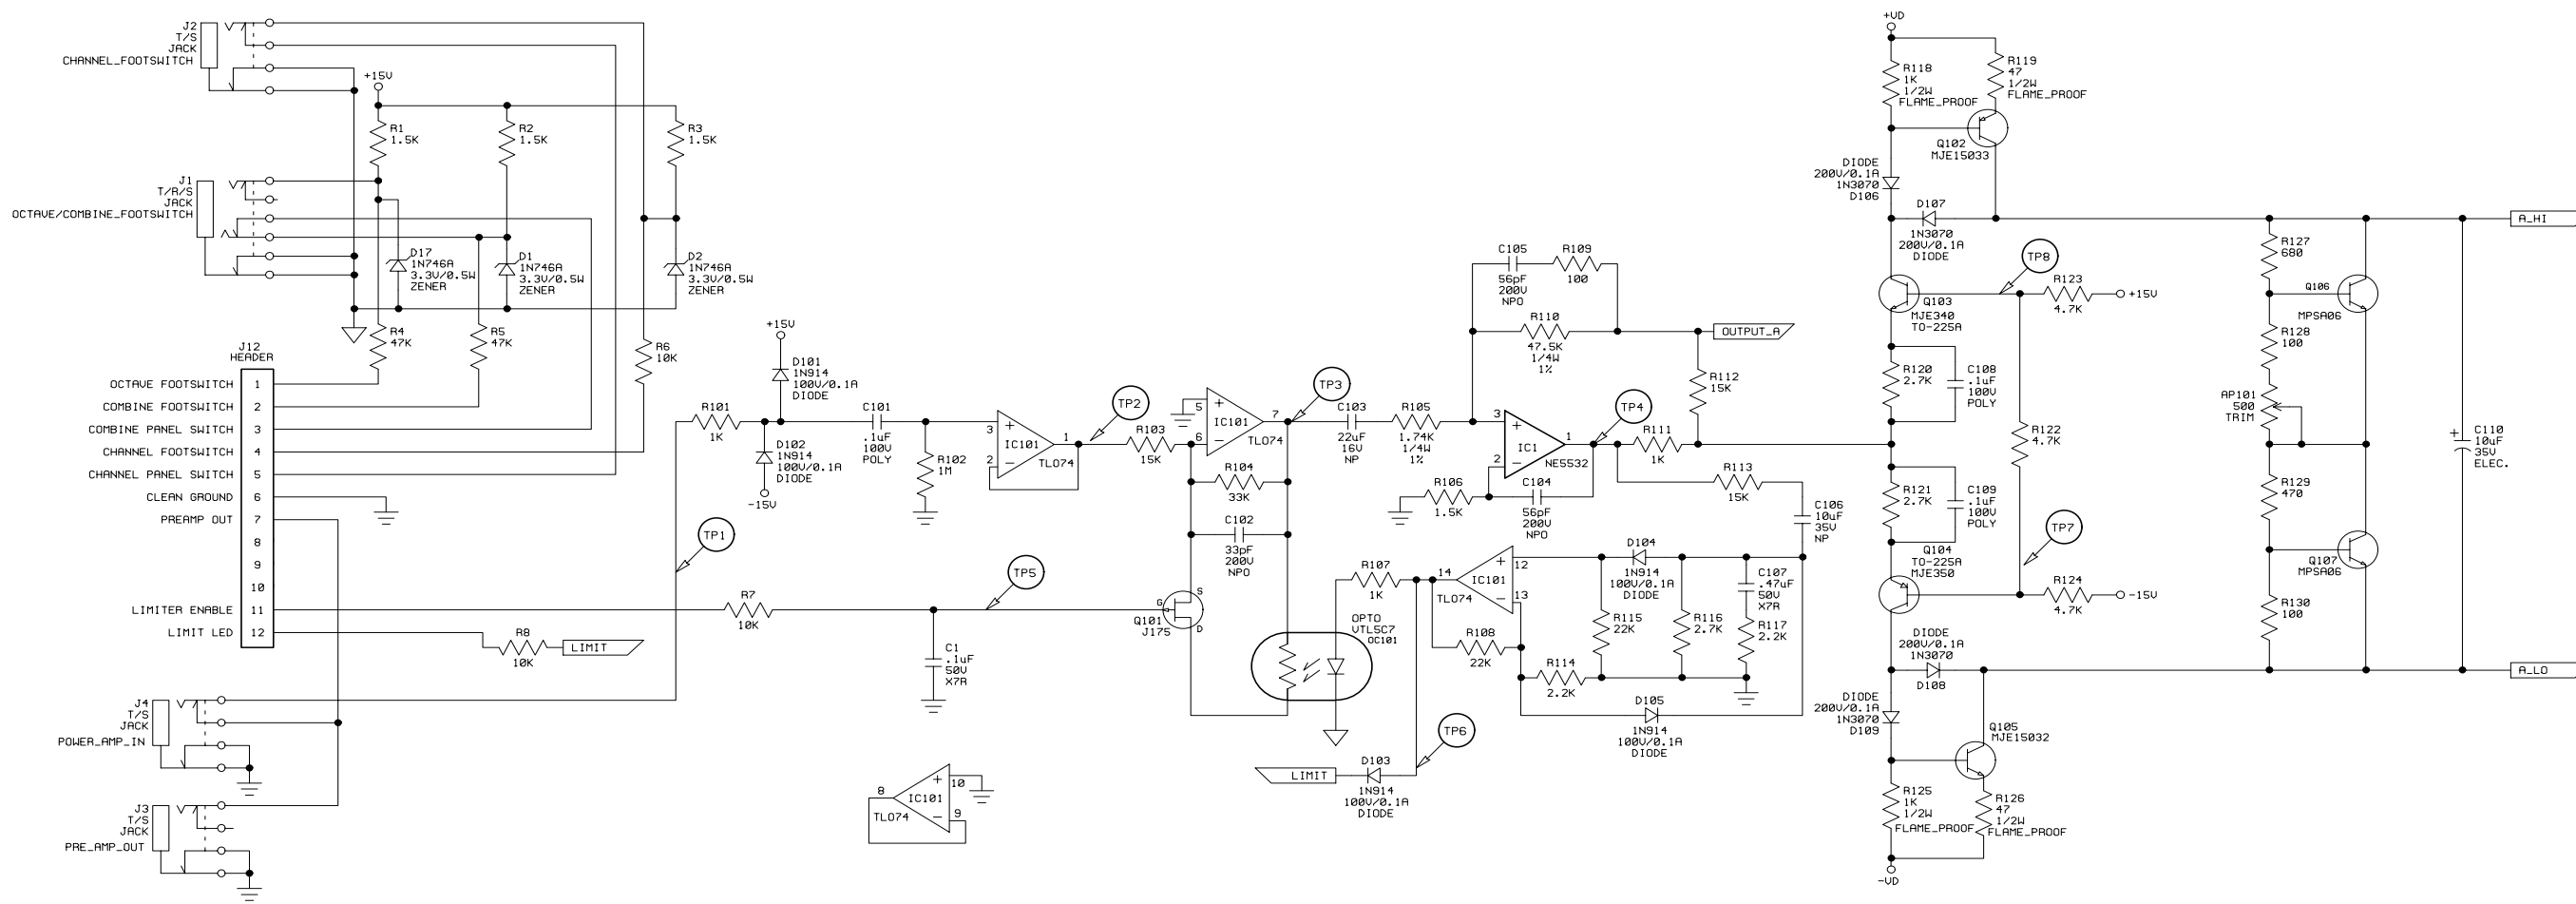 J2
T/S
JACK
CHANNEL_FOOTSWITCH
+15V
R1
1.5K
R2
1.5K
R3
1.5K
J1
T/R/S
JACK
OCTAVE/COMBINE_FOOTSWITCH
D17
1N746A
3.3V/0.5W
ZENER
D1
1N746A
3.3V/0.5W
ZENER
D2
1N746A
3.3V/0.5W
ZENER
R4
47K
R5
47K
R6
10K
J12
HEADER
OCTAVE FOOTSWITCH 1
COMBINE FOOTSWITCH 2
COMBINE PANEL SWITCH 3
CHANNEL FOOTSWITCH 4
CHANNEL PANEL SWITCH 5
CLEAN GROUND 6
PREAMP OUT 7
8
9
10
LIMITER ENABLE 11
LIMIT LED 12
R8
10K
LIMIT
J4
T/S
JACK
POWER_AMP_IN
J3
T/S
JACK
PRE_AMP_OUT
+15V
D101
1N914
100V/0.1A
DIODE
R101
1K
D102
1N914
100V/0.1A
DIODE
-15V
C101
.1uF
100V
POLY
R102
1M
TP1
R7
10K
TP5
C1
.1uF
50V
X7R
3
+
IC101
1
2
-
TL074
TP2
R103
15K
5
+
IC101
7
6
-
TL074
TP3
R104
33K
C102
33pF
200V
NPO
G
S
D
Q101
J175
OPTO
VTL5C7
OC101
8
+
10
IC101
TL074
-
9
C103
22uF
16V
NP
R105
1.74K
1/4W
1%
C105
56pF
200V
NPO
R109
100
R110
47.5K
1/4W
1%
OUTPUT_A
R112
15K
3
+
IC1
1
2
-
NE5532
TP4
R111
1K
R106
1.5K
C104
56pF
200V
NPO
R113
15K
C106
10uF
35V
NP
R107
1K
14
+
12
IC101
-
13
TL074
D104
1N914
100V/0.1A
DIODE
C107
.47uF
50V
X7R
R115
22K
R116
2.7K
R117
2.2K
R108
22K
R114
2.2K
D105
1N914
100V/0.1A
DIODE
TP6
LIMIT
D103
1N914
100V/0.1A
DIODE
+VD
R118
1K
1/2W
FLAME_PROOF
R119
47
1/2W
FLAME_PROOF
Q102
MJE15033
DIODE
200V/0.1A
1N3070
D106
D107
1N3070
200V/0.1A
DIODE
Q103
MJE340
TO-225A
TP8
R123
4.7K
+15V
R120
2.7K
C108
.1uF
100V
POLY
R122
4.7K
R121
2.7K
C109
.1uF
100V
POLY
Q104
TO-225A
MJE350
TP7
R124
4.7K
-15V
DIODE
200V/0.1A
1N3070
D108
DIODE
200V/0.1A
1N3070
D109
Q105
MJE15032
R125
1K
1/2W
FLAME_PROOF
R126
47
1/2W
FLAME_PROOF
-VD
A_HI
R127
680
Q106
MPSA06
R128
100
AP101
500
TRIM
R129
470
Q107
MPSA06
R130
100
+
C110
10uF
35V
ELEC.
A_LO